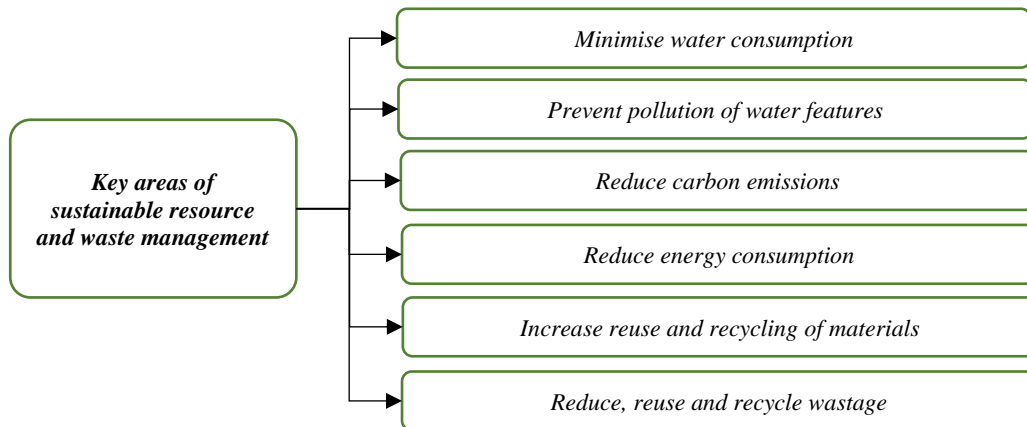 Key areas of
sustainable resource
and waste management
Minimise water consumption
Prevent pollution of water features
Reduce carbon emissions
Reduce energy consumption
Increase reuse and recycling of materials
Reduce, reuse and recycle wastage